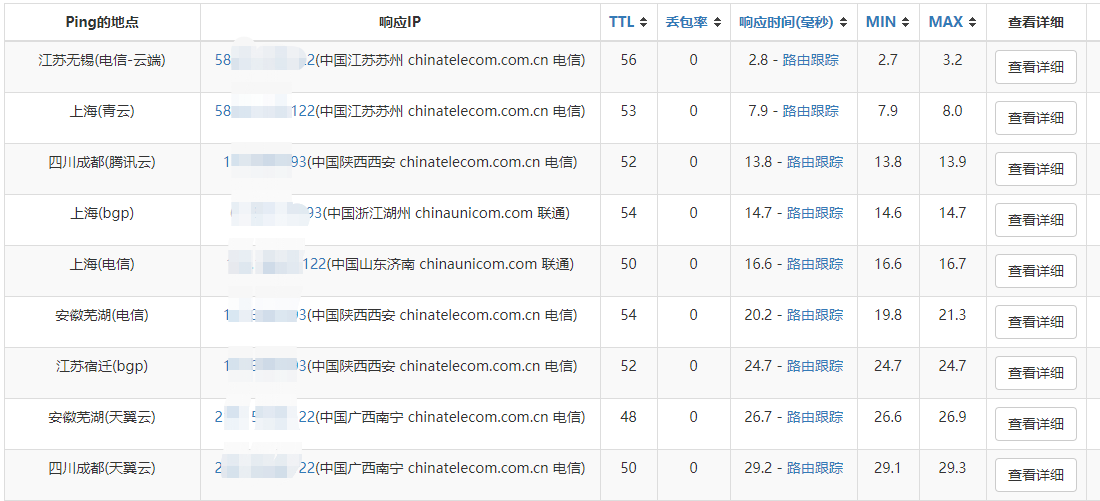 Ping的地点 响应IP TTL 丢包率 响应时间(毫秒) MIN MAX 查看详细
江苏无锡(电信-云端) 58 2(中国江苏苏州 chinatelecom.com.cn 电信) 56 0 2.8 - 路由跟踪 2.7 3.2 查看详细
上海(青云) 58 122(中国江苏苏州 chinatelecom.com.cn 电信) 53 0 7.9 - 路由跟踪 7.9 8.0 查看详细
四川成都(腾讯云) 1 93(中国陕西西安 chinatelecom.com.cn 电信) 52 0 13.8 - 路由跟踪 13.8 13.9 查看详细
上海(bgp) 93(中国浙江湖州 chinaunicom.com 联通) 54 0 14.7 - 路由跟踪 14.6 14.7 查看详细
上海(电信) 122(中国山东济南 chinaunicom.com 联通) 50 0 16.6 - 路由跟踪 16.6 16.7 查看详细
安徽芜湖(电信) 1 3(中国陕西西安 chinatelecom.com.cn 电信) 54 0 20.2 - 路由跟踪 19.8 21.3 查看详细
江苏宿迁(bgp) 1 3(中国陕西西安 chinatelecom.com.cn 电信) 52 0 24.7 - 路由跟踪 24.7 24.7 查看详细
安徽芜湖(天翼云) 2 22(中国广西南宁 chinatelecom.com.cn 电信) 48 0 26.7 - 路由跟踪 26.6 26.9 查看详细
四川成都(天翼云) 2 22(中国广西南宁 chinatelecom.com.cn 电信) 50 0 29.2 - 路由跟踪 29.1 29.3 查看详细